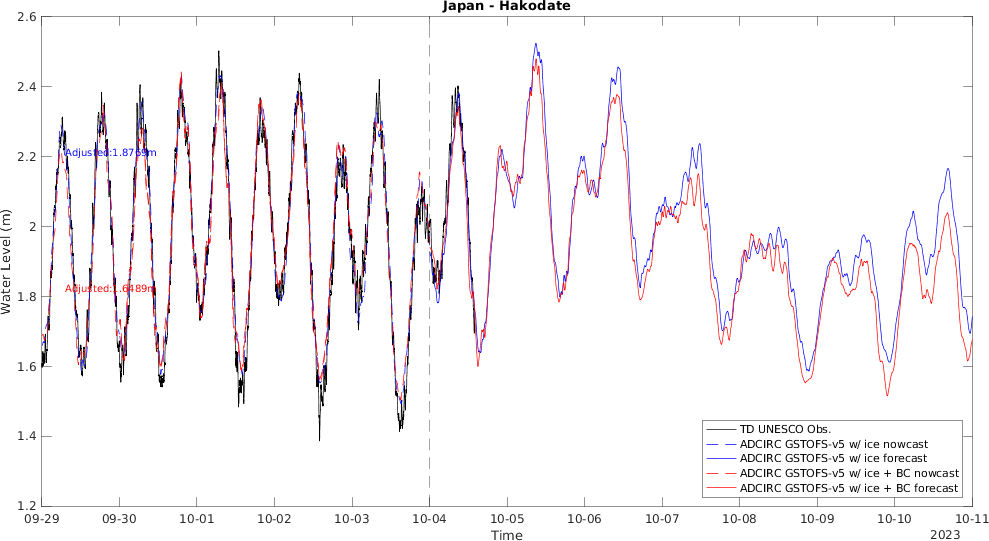 Japan - Hakodate
2.6
2.4
2.2
2
1.8
1.6
1.4
1.2
Water Level (m)
Adjusted:1.8769m
Adjusted:1.6489m
TD UNESCO Obs.
ADCIRC GSTOFS-v5 w/ ice nowcast
ADCIRC GSTOFS-v5 w/ ice forecast
ADCIRC GSTOFS-v5 w/ ice + BC nowcast
ADCIRC GSTOFS-v5 w/ ice + BC forecast
09-29 09-30 10-01 10-02 10-03 10-04 10-05 10-06 10-07 10-08 10-09 10-10 10-11
Time
2023